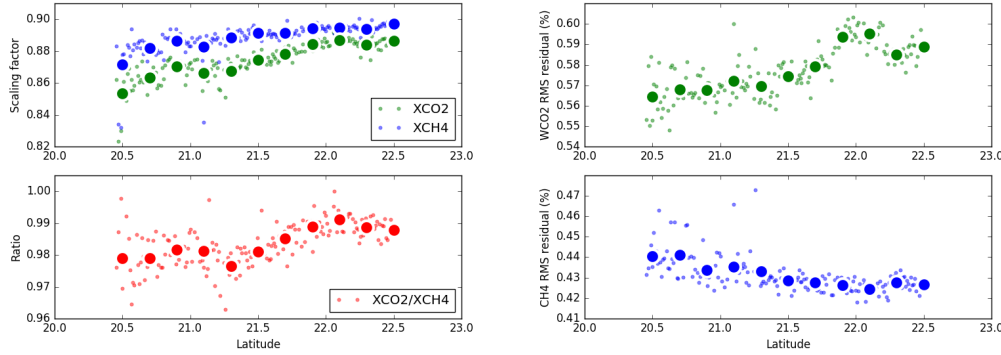 0.90
0.88
0.86
0.84
0.82
Scaling factor
XCO2
XCH4
20.0 20.5 21.0 21.5 22.0 22.5 23.0
0.60
0.59
0.58
0.57
0.56
0.55
0.54
WCO2 RMS residual (%)
20.0 20.5 21.0 21.5 22.0 22.5 23.0
1.00
0.99
0.98
0.97
0.96
Ratio
XCO2/XCH4
20.0 20.5 21.0 21.5 22.0 22.5 23.0
Latitude
0.47
0.46
0.45
0.44
0.43
0.42
0.41
CH4 RMS residual (%)
20.0 20.5 21.0 21.5 22.0 22.5 23.0
Latitude